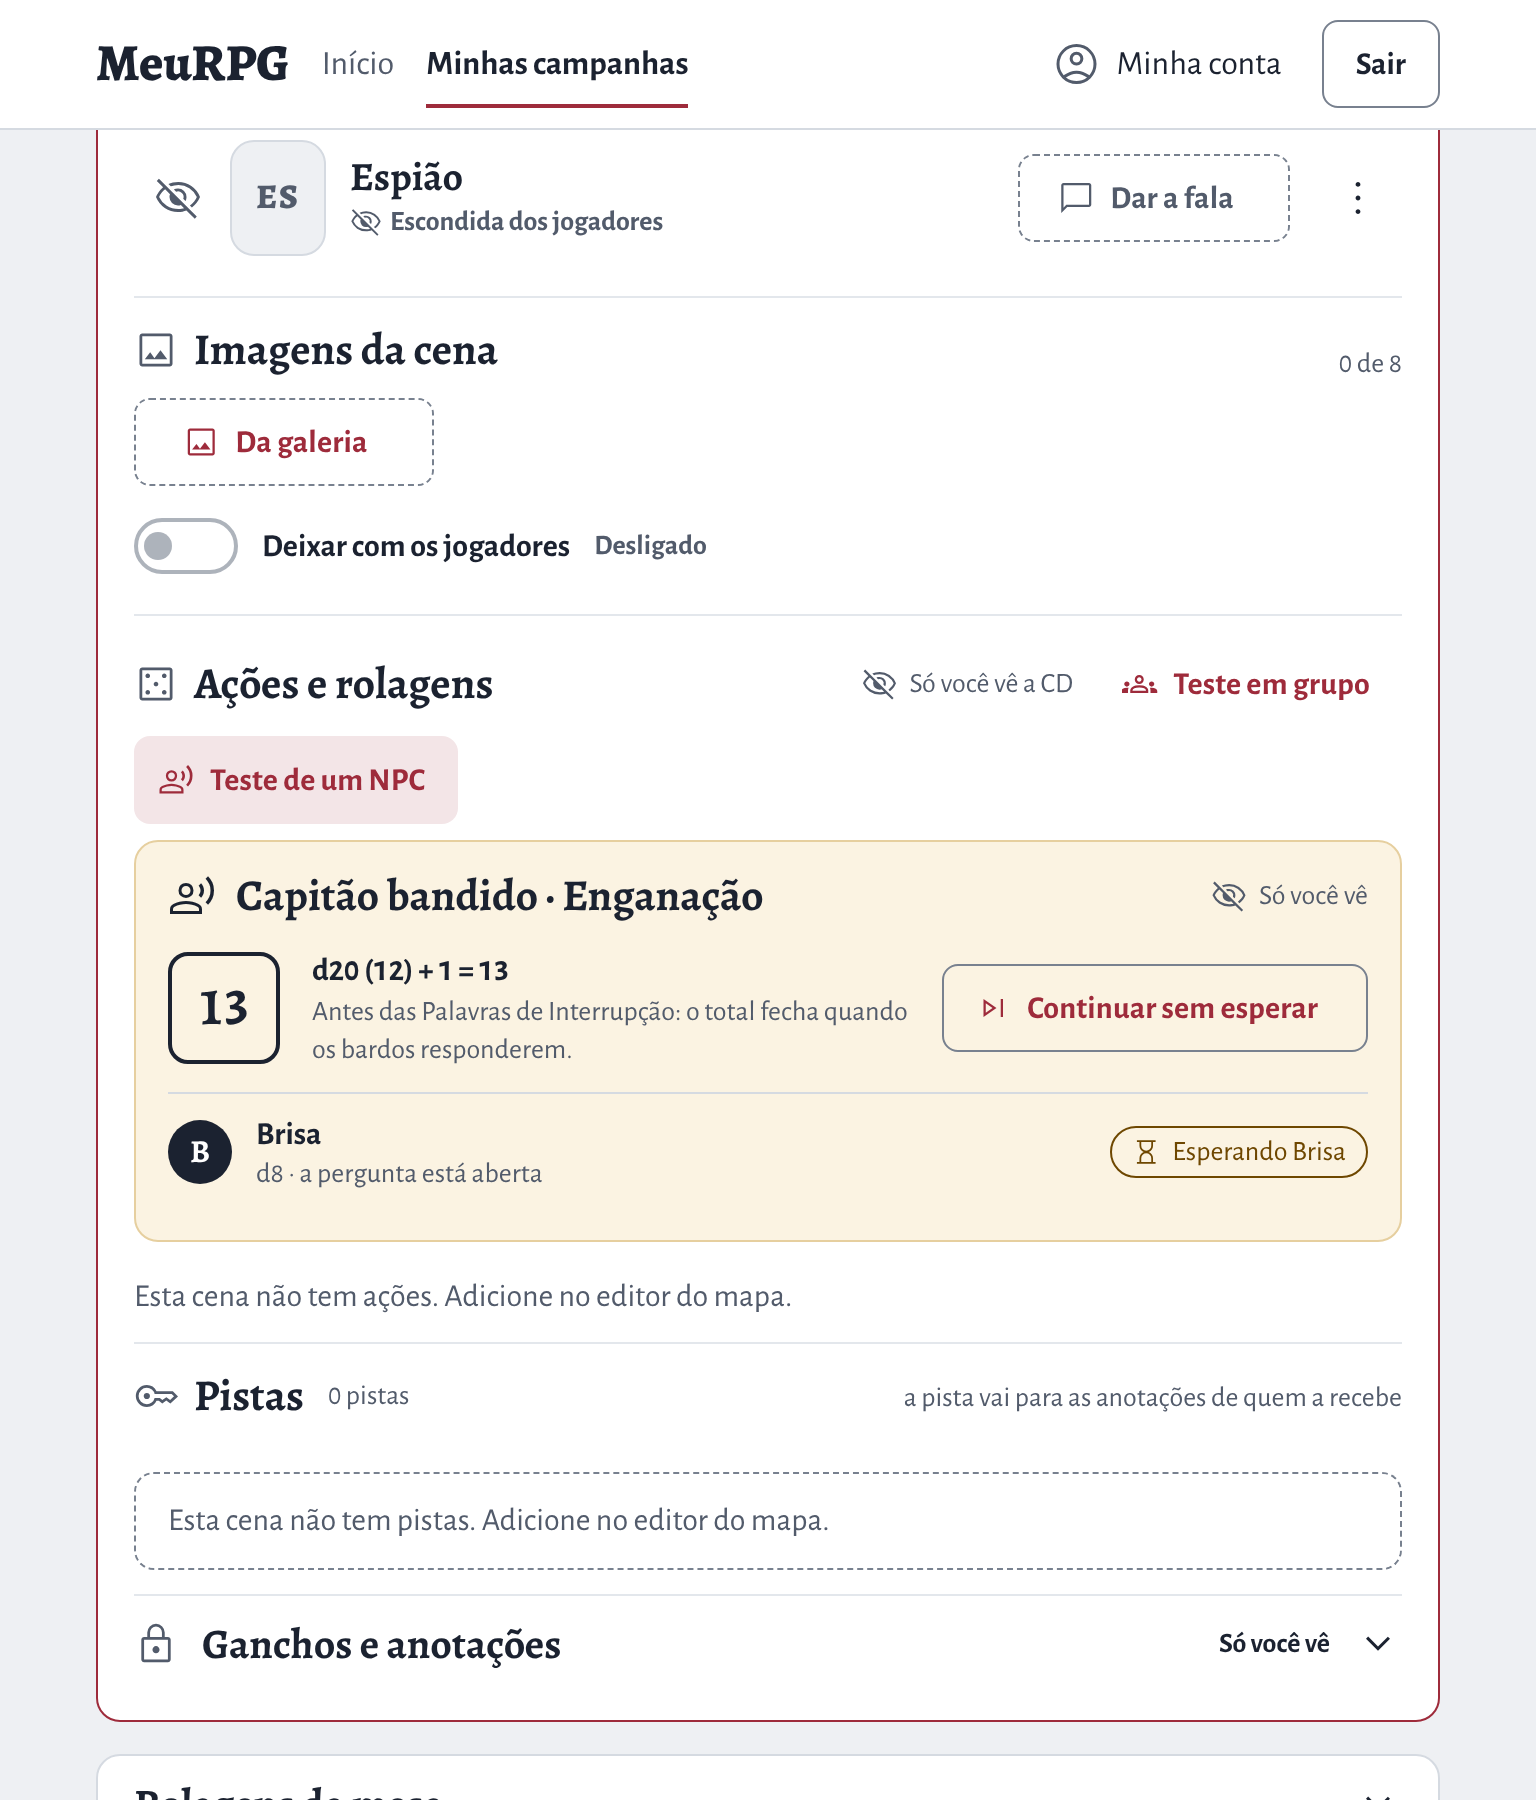 MeuRPG Início Minhas campanhas Minha conta Sair
ES Espião
Escondida dos jogadores
Dar a fala
Imagens da cena
0 de 8
Da galeria
Deixar com os jogadores Desligado
Ações e rolagens Só você vê a CD Teste em grupo
Teste de um NPC
Capitão bandido · Enganação Só você vê
13
d20 (12) + 1 = 13
Antes das Palavras de Interrupção: o total fecha quando
os bardos responderem.
Continuar sem esperar
B
Brisa
d8 · a pergunta está aberta
Esperando Brisa
Esta cena não tem ações. Adicione no editor do mapa.
Pistas 0 pistas a pista vai para as anotações de quem a recebe
Esta cena não tem pistas. Adicione no editor do mapa.
Ganchos e anotações Só você vê